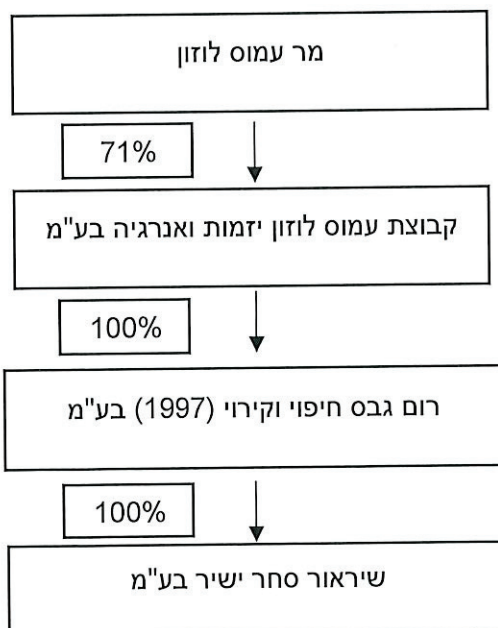 מר עמוס לוזון
71%
קבוצת עמוס לוזון יזמות ואנרגיה בע"מ
100%
רום גבס חיפוי וקירוי (1997) בע"מ
100%
שיראור סחר ישיר בע"מ